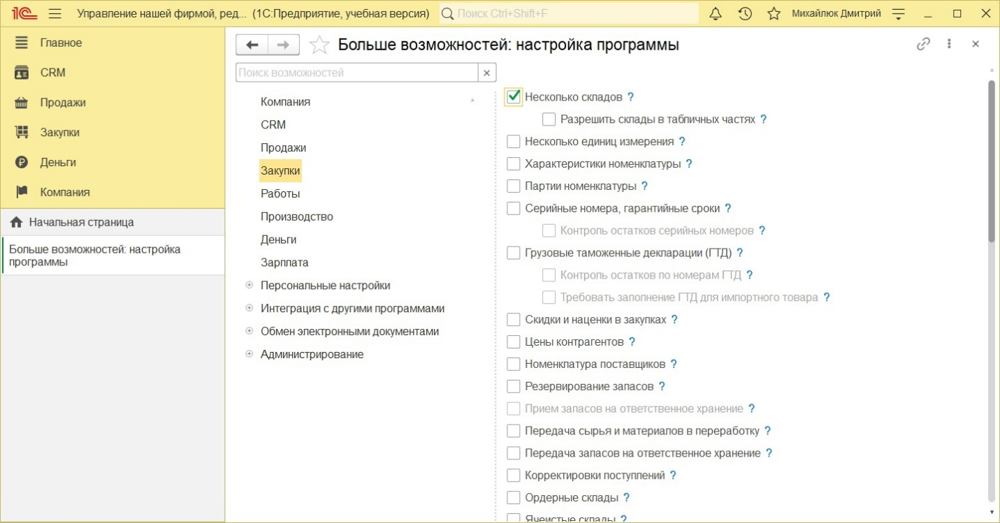 1С Управление нашей фирмой, ред... (1С:Предприятие, учебная версия) Поиск Ctrl+Shift+F Михайлюк Дмитрий
Главное
CRM
Продажи
Закупки
Деньги
Компания
Начальная страница
Больше возможностей: настройка
программы
Больше возможностей: настройка программы
Поиск возможностей
Компания
CRM
Продажи
Закупки
Работы
Производство
Деньги
Зарплата
Персональные настройки
Интеграция с другими программами
Обмен электронными документами
Администрирование
Несколько складов ?
Разрешить склады в табличных частях ?
Несколько единиц измерения ?
Характеристики номенклатуры ?
Партии номенклатуры ?
Серийные номера, гарантийные сроки ?
Контроль остатков серийных номеров ?
Грузовые таможенные декларации (ГТД) ?
Контроль остатков по номерам ГТД ?
Требовать заполнение ГТД для импортного товара ?
Скидки и наценки в закупках ?
Цены контрагентов ?
Номенклатура поставщиков ?
Резервирование запасов ?
Прием запасов на ответственное хранение ?
Передача сырья и материалов в переработку ?
Передача запасов на ответственное хранение ?
Корректировки поступлений ?
Ордерные склады ?
Ячеистые склады ?